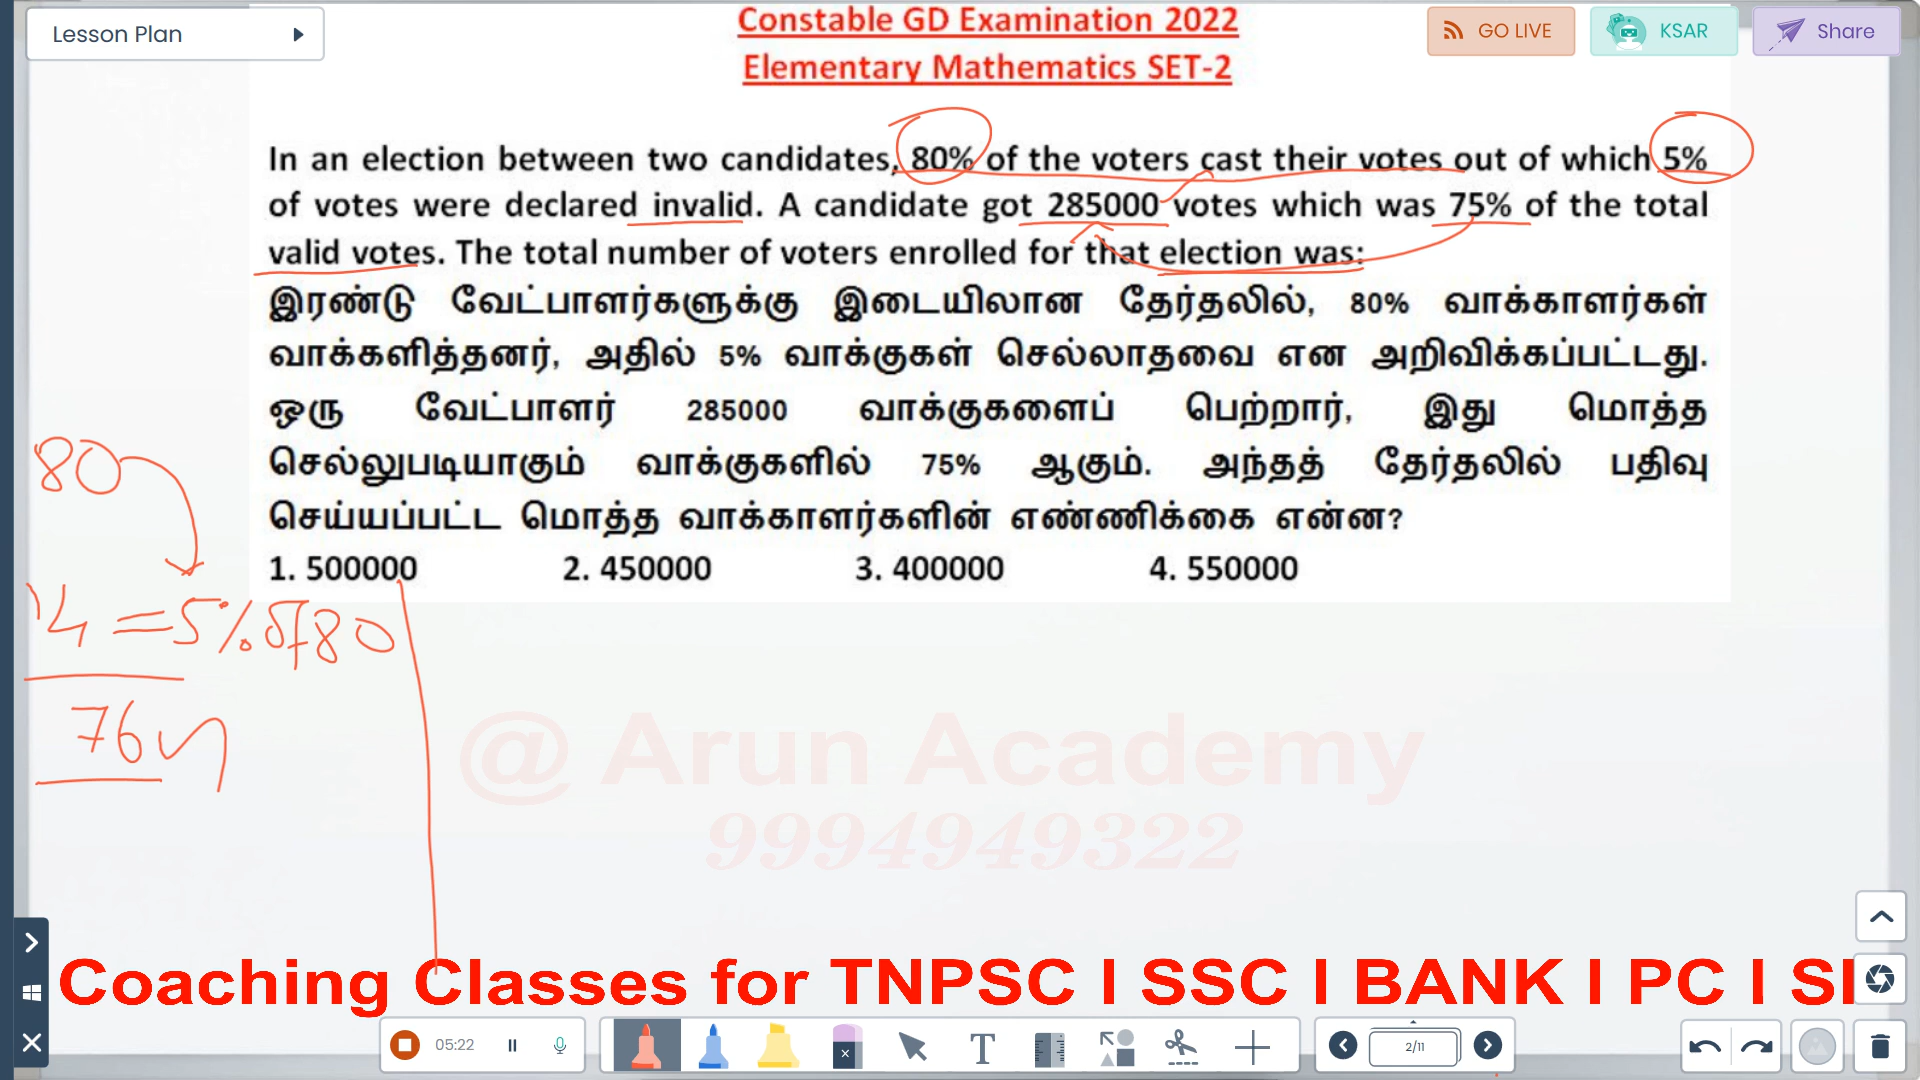 Lesson Plan
Constable GD Examination 2022
GO LIVE
KSAR
Share
Elementary Mathematics SET-2
In an election between two candidates, 80% of the voters cast their votes out of which 5%
of votes were declared invalid. A candidate got 285000 votes which was 75% of the total
valid votes. The total number of voters enrolled for that election was:
இரண்டு வேட்பாளர்களுக்கு இடையிலான தேர்தலில், 80% வாக்காளர்கள்
வாக்களித்தனர், அதில் 5% வாக்குகள் செல்லாதவை என அறிவிக்கப்பட்டது.
ஒரு வேட்பாளர் 285000 வாக்குகளைப் பெற்றார், இது மொத்த
செல்லுபடியாகும் வாக்குகளில் 75% ஆகும். அந்தத் தேர்தலில் பதிவு
செய்யப்பட்ட மொத்த வாக்காளர்களின் எண்ணிக்கை என்ன?
1. 500000 2. 450000 3. 400000 4. 550000
80
4 = 5% of 80
76
@ Arun Academy
9994949322
Coaching Classes for TNPSC I SSC I BANK I PC I SI
05:22
2/11